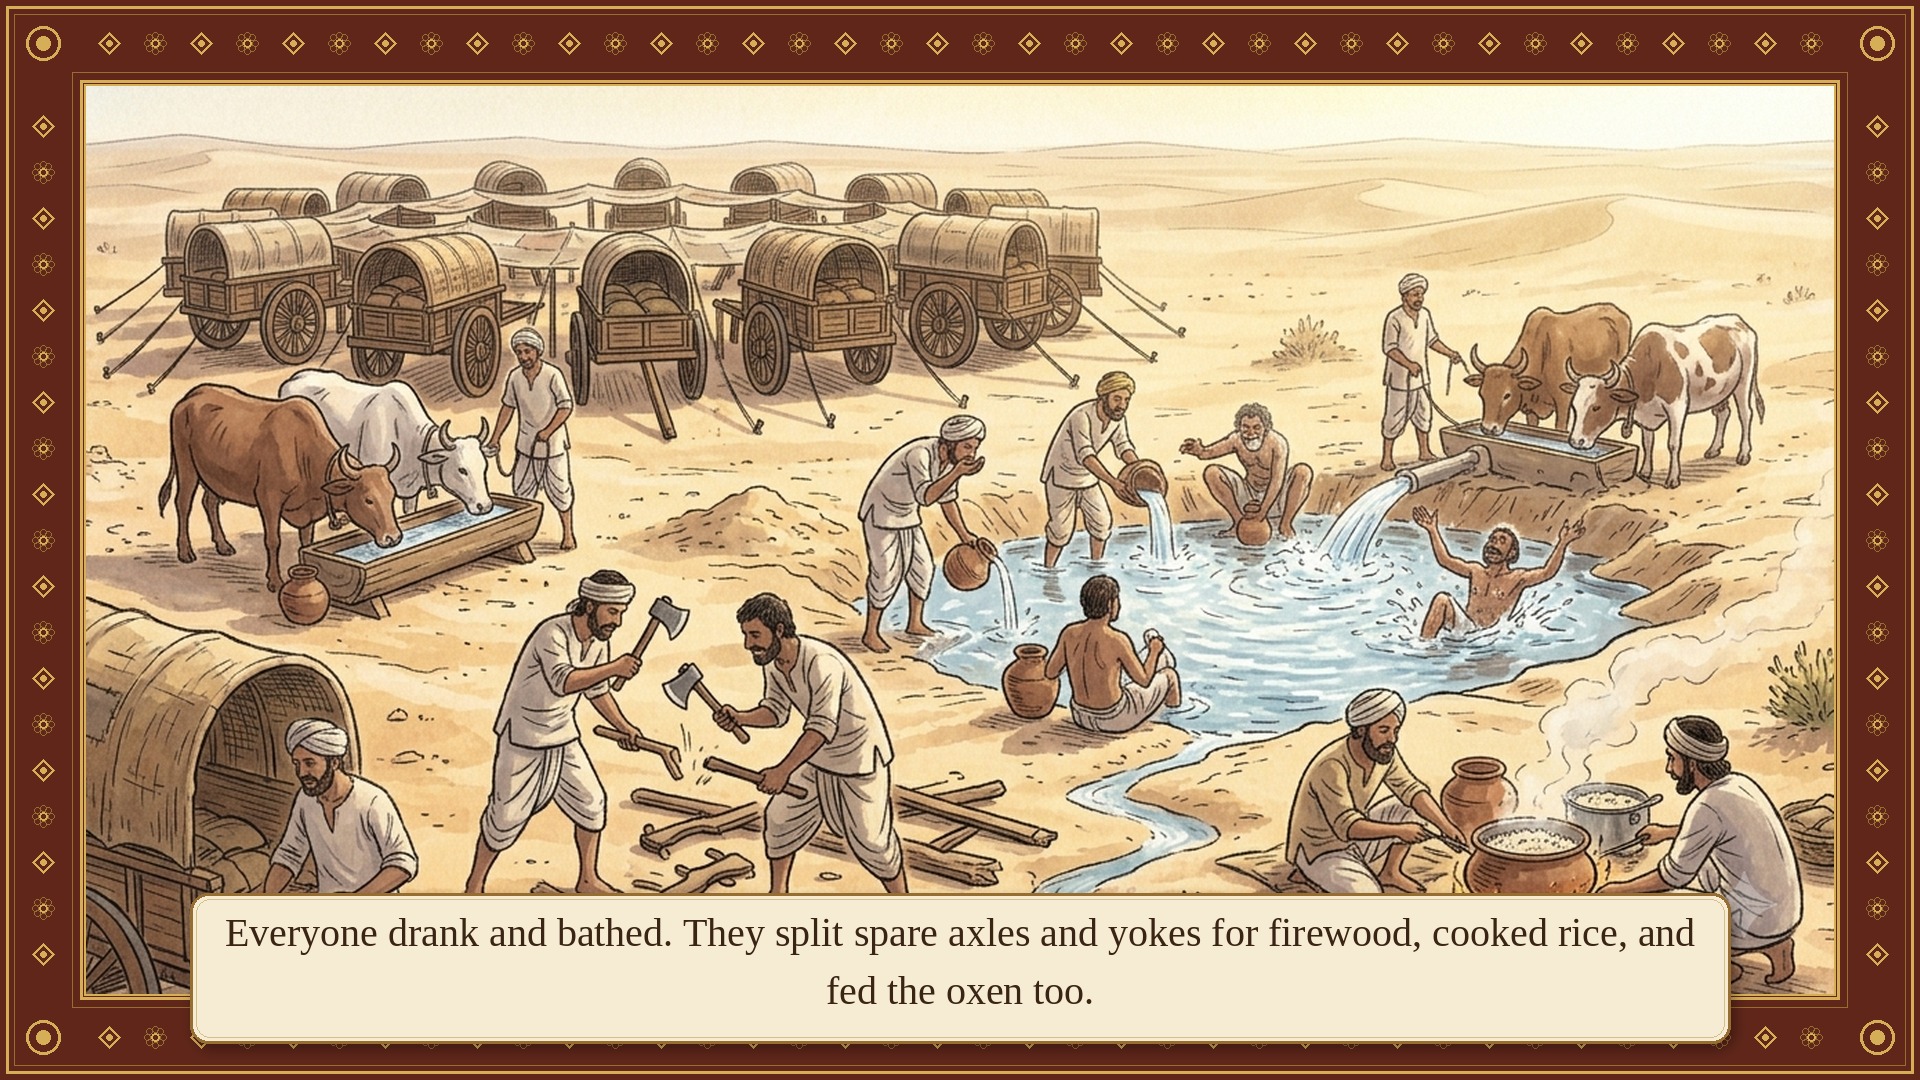 Everyone drank and bathed. They split spare axles and yokes for firewood, cooked rice, and
fed the oxen too.